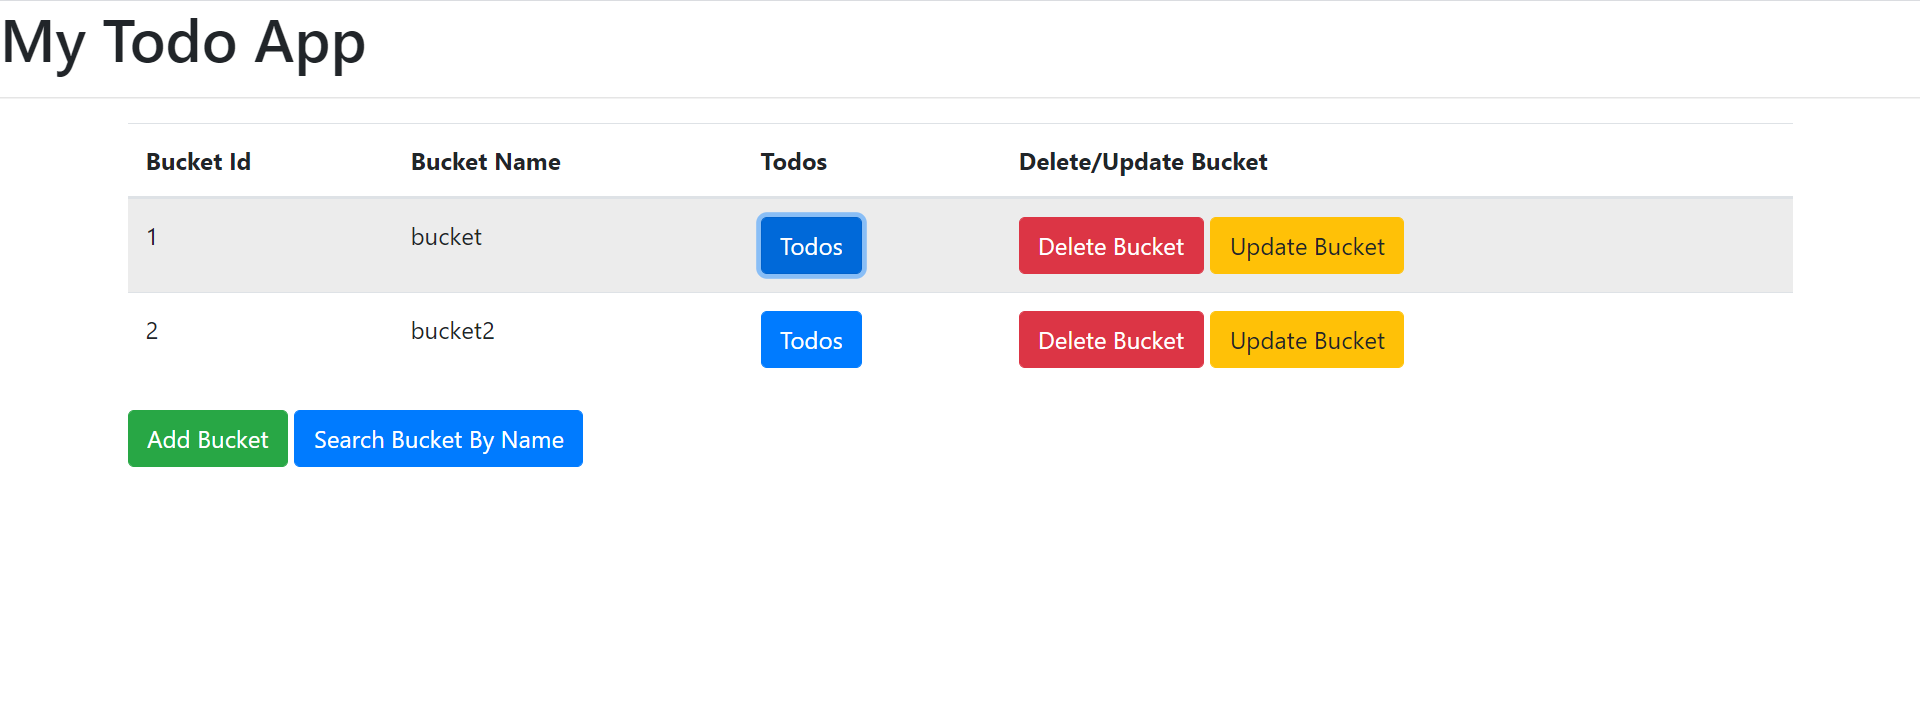 My Todo App
Bucket Id Bucket Name Todos Delete/Update Bucket
1 bucket Todos Delete Bucket Update Bucket
2 bucket2 Todos Delete Bucket Update Bucket
Add Bucket Search Bucket By Name